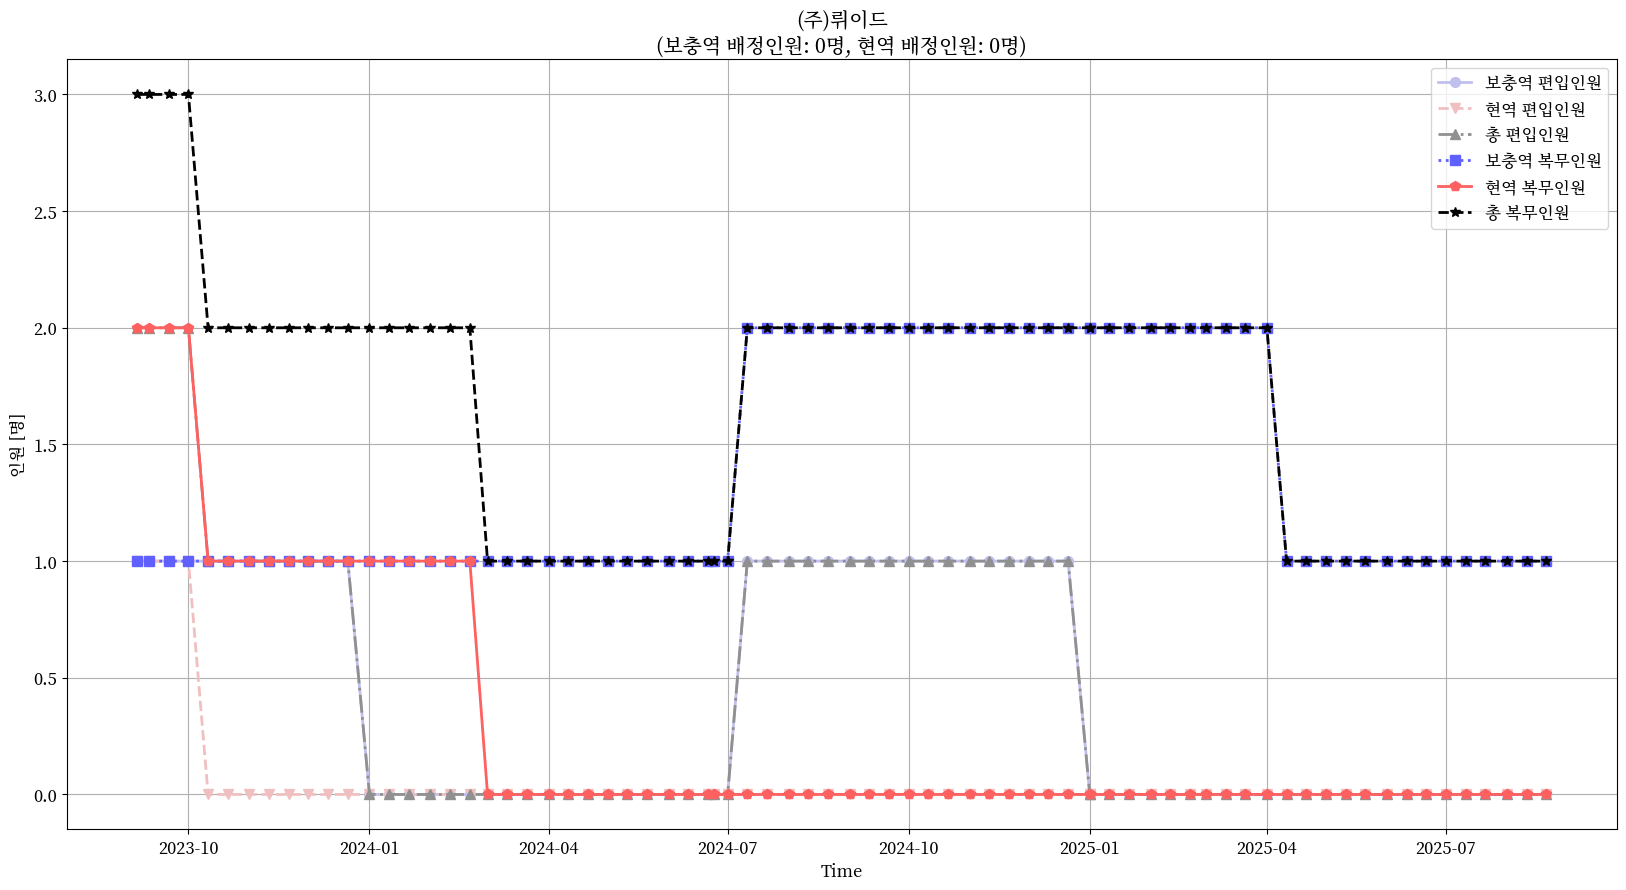 (주)뤼이드
(보충역 배정인원: 0명, 현역 배정인원: 0명)
보충역 편입인원
현역 편입인원
총 편입인원
보충역 복무인원
현역 복무인원
총 복무인원
인원 [명]
3.0
2.5
2.0
1.5
1.0
0.5
0.0
2023-10
2024-01
2024-04
2024-07
2024-10
2025-01
2025-04
2025-07
Time